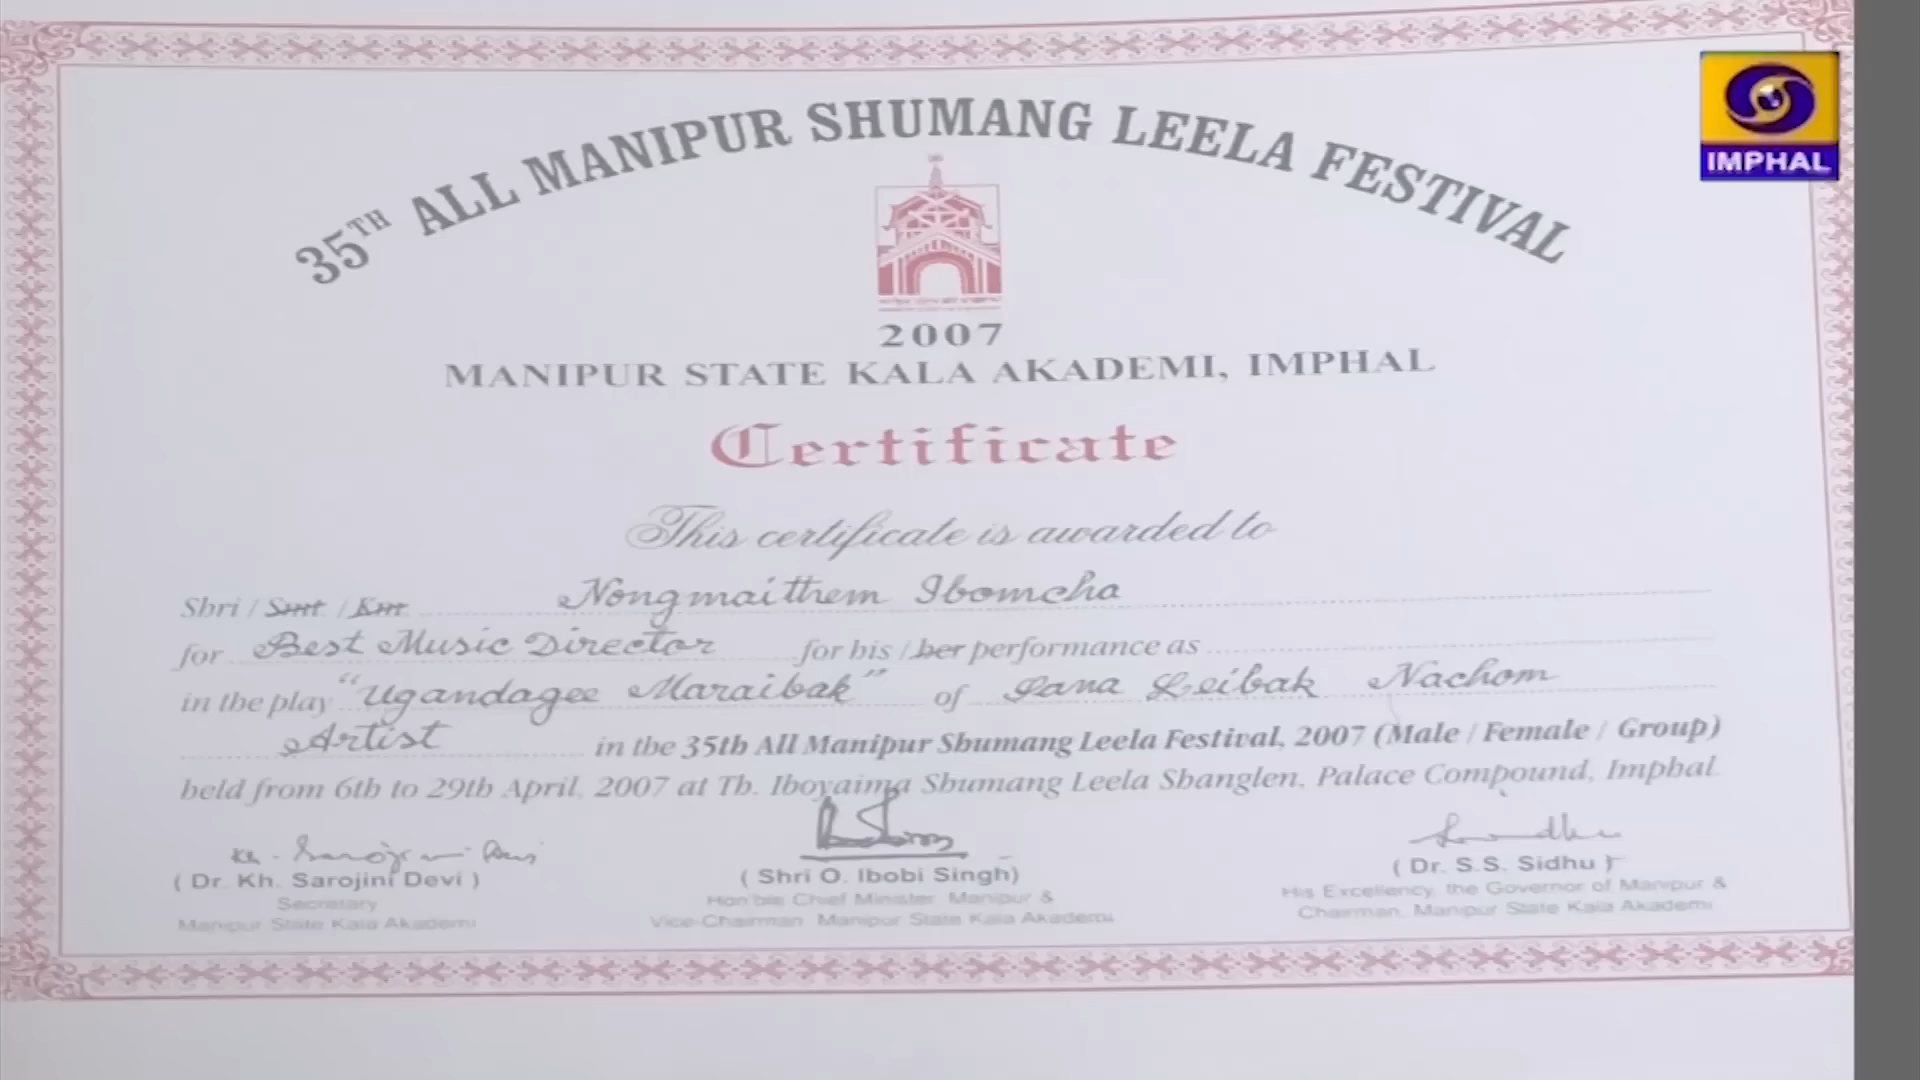 35TH ALL MANIPUR SHUMANG LEELA FESTIVAL
IMPHAL
2007
MANIPUR STATE KALA AKADEMI, IMPHAL
Certificate
This certificate is awarded to
Shri / Smt / Km Nongmaithem Ibomcha
for Best Music Director for his / her performance as
in the play "Ugandagee Maraibak" of Sana Leibak Nachom
Artist in the 35th All Manipur Shumang Leela Festival, 2007 (Male / Female / Group)
held from 6th to 29th April, 2007 at Th. Iboyaima Shumang Leela Shanglen, Palace Compound, Imphal.
( Dr. Kh. Sarojini Devi ) ( Shri O. Ibobi Singh) ( Dr. S.S. Sidhu )
Secretary Hon'ble Chief Minister, Manipur & His Excellency, the Governor of Manipur &
Manipur State Kala Akademi Vice-Chairman, Manipur State Kala Akademi Chairman, Manipur State Kala Akademi